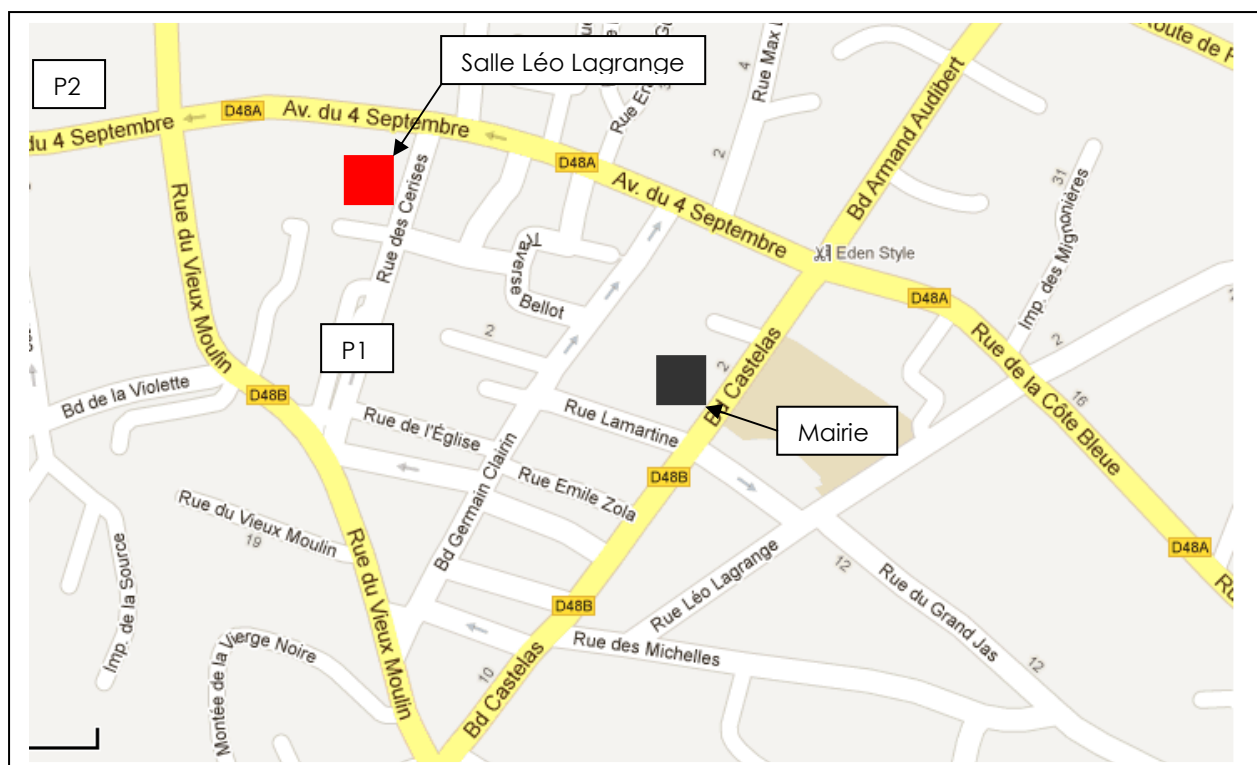 Salle Léo Lagrange
P2
D48A
Av. du 4 Septembre
du 4 Septembre
Rue Max
4
2
Bd Armand Audibert
Route de
31
Imp. des Mignonières
D48A
Av. du 4 Septembre
Eden Style
D48A
Rue des Cerises
Traverse
Bellot
Rue du Vieux Moulin
P1
2
2
2
Bd de la Violette
D48B
Bd Castelas
Rue de la Côte Bleue
16
Rue de l'Église
Rue Lamartine
Mairie
Bd Germain Clairin
Rue Emile Zola
D48B
Rue du Vieux Moulin
19
Rue du Vieux Moulin
D48A
Imp. de la Source
Rue Léo Lagrange
12
Rue du Grand Jas
12
D48B
Montée de la Vierge Noire
10
Bd Castelas
Rue des Michelles